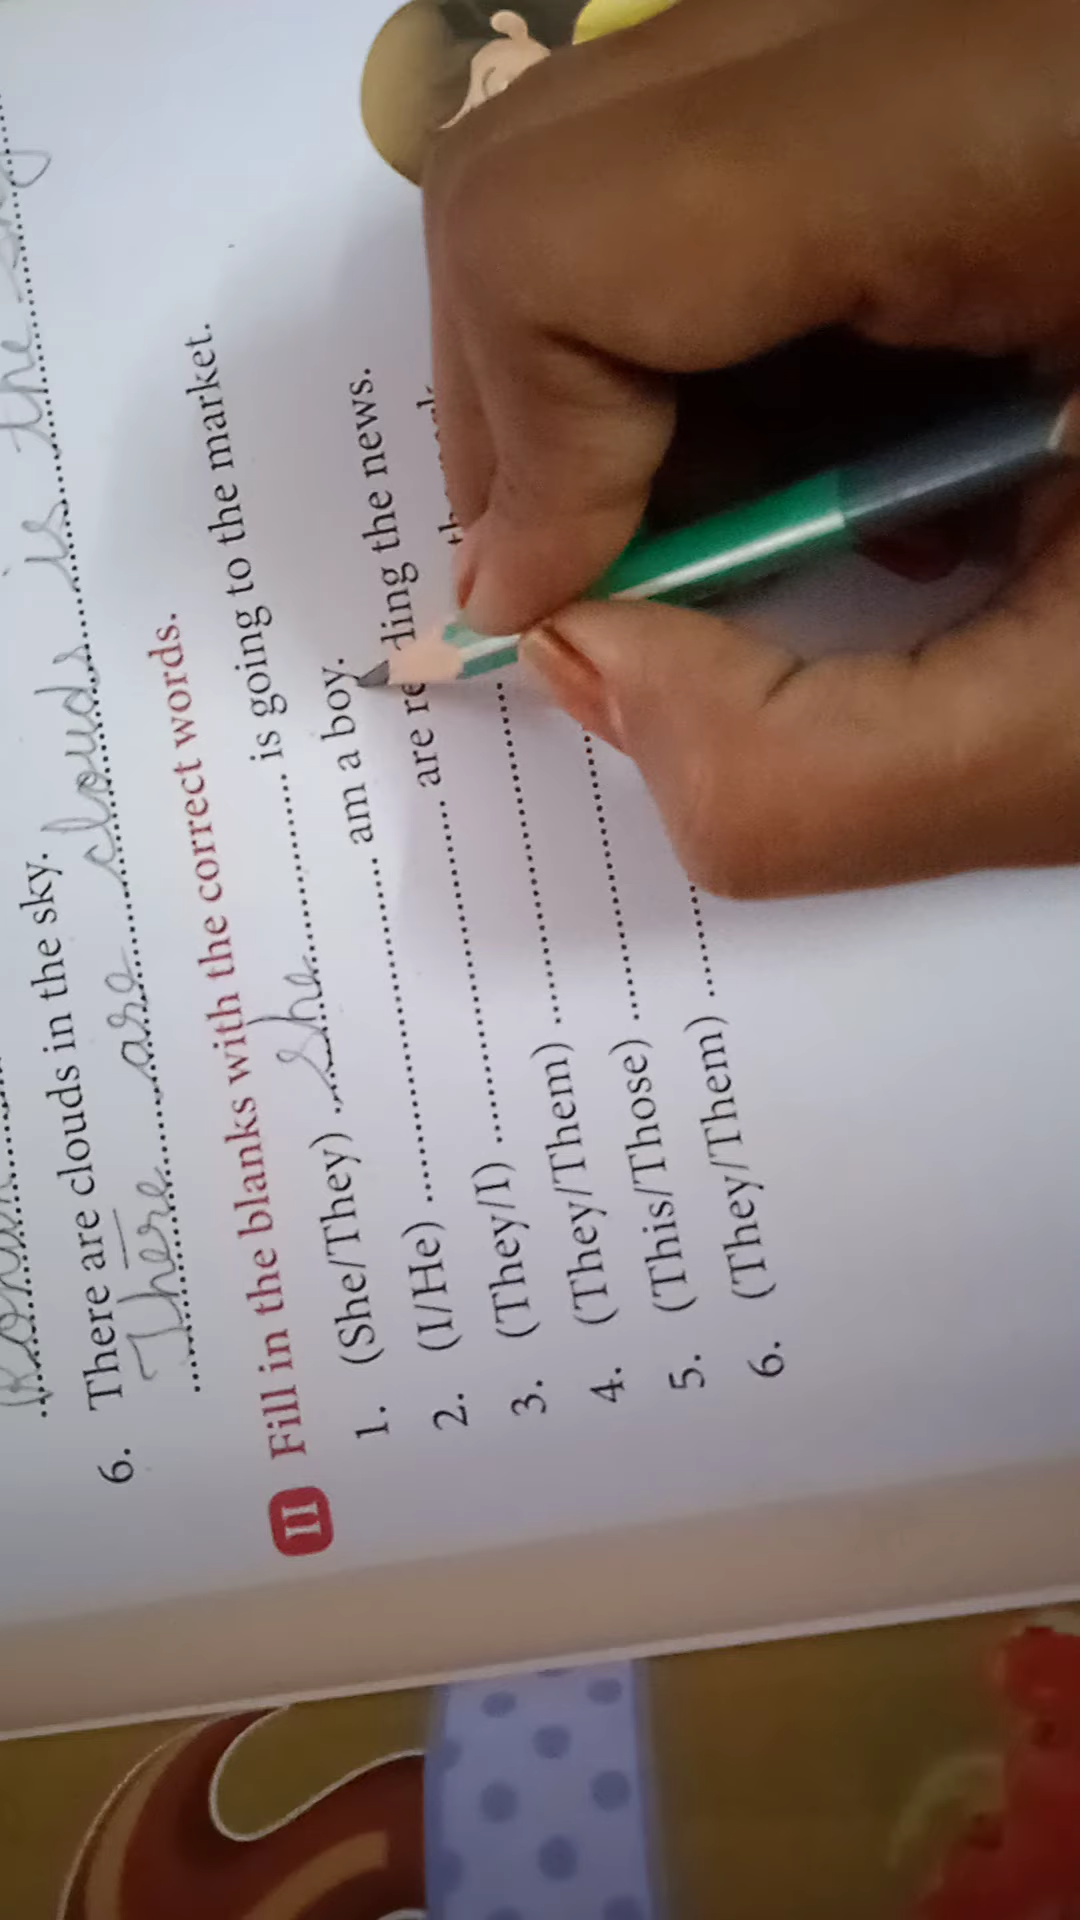 is the
6. There are clouds in the sky.
There are clouds
II Fill in the blanks with the correct words.
1. (She/They) She is going to the market.
2. (I/He) am a boy.
3. (They/I) are reading the news.
4. (They/Them)
5. (This/Those)
6. (They/Them)